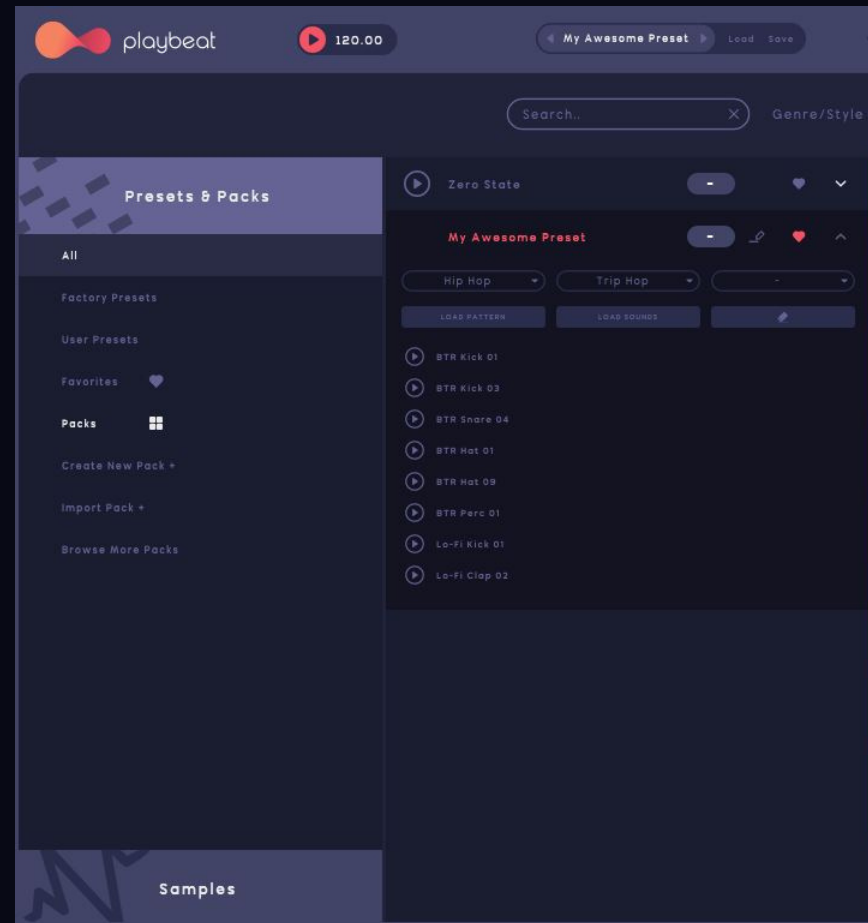 playbeat
120.00
My Awesome Preset Load Save
Search.. Genre/Style
Presets & Packs
All
Factory Presets
User Presets
Favorites
Packs
Create New Pack +
Import Pack +
Browse More Packs
Samples
Zero State -
My Awesome Preset -
Hip Hop Trip Hop -
LOAD PATTERN LOAD SOUNDS
BTR Kick 01
BTR Kick 03
BTR Snare 04
BTR Hat 01
BTR Hat 09
BTR Perc 01
Lo-Fi Kick 01
Lo-Fi Clap 02